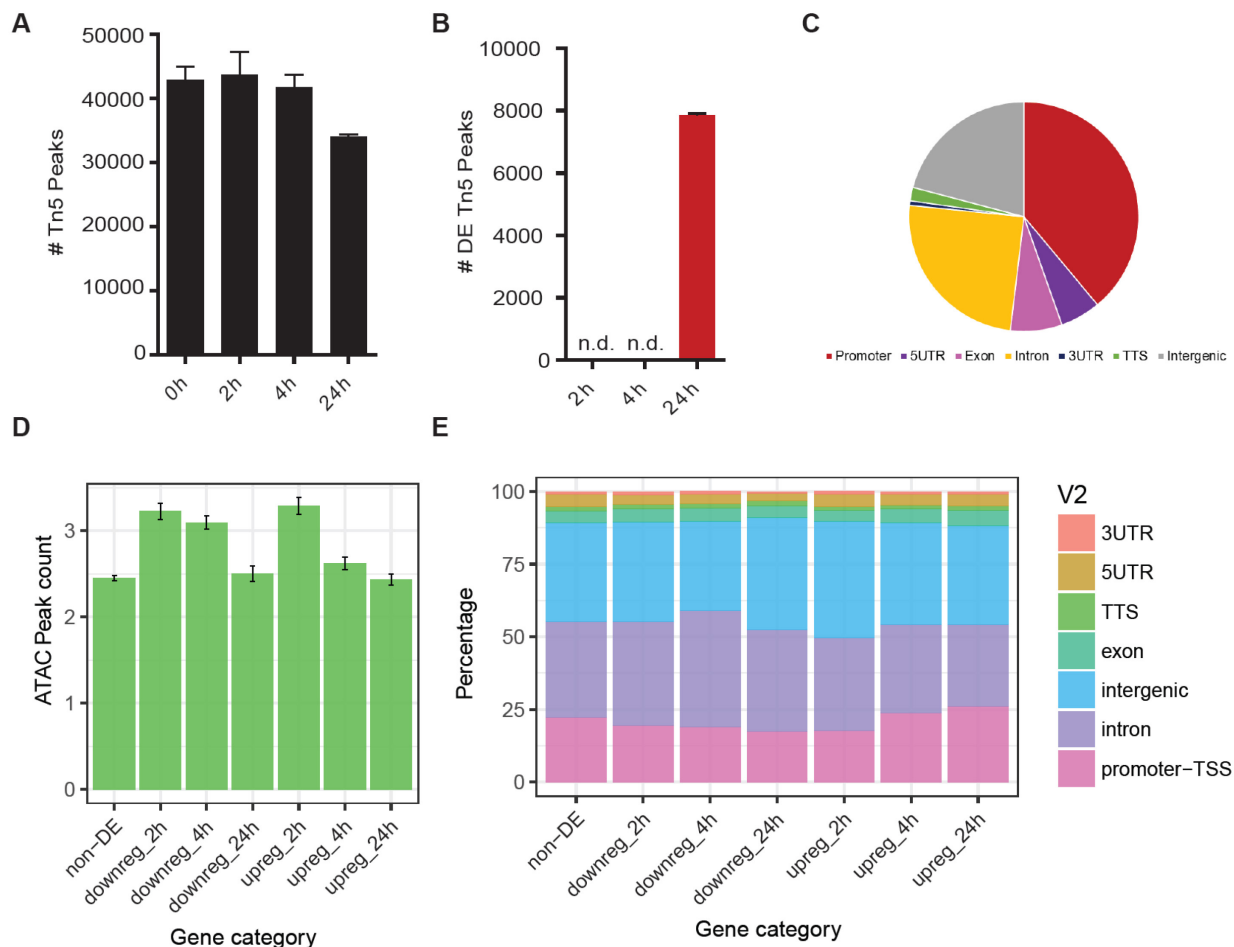 A
# Tn5 Peaks
50000
40000
30000
20000
10000
0
0h
2h
4h
24h
B
# DE Tn5 Peaks
10000
8000
6000
4000
2000
0
n.d.
n.d.
2h
4h
24h
C
Promoter 5UTR Exon Intron 3UTR TTS Intergenic
D
ATAC Peak count
3
2
1
0
non-DE
downreg_2h
downreg_4h
downreg_24h
upreg_2h
upreg_4h
upreg_24h
Gene category
E
Percentage
100
75
50
25
0
non-DE
downreg_2h
downreg_4h
downreg_24h
upreg_2h
upreg_4h
upreg_24h
Gene category
V2
3UTR
5UTR
TTS
exon
intergenic
intron
promoter-TSS